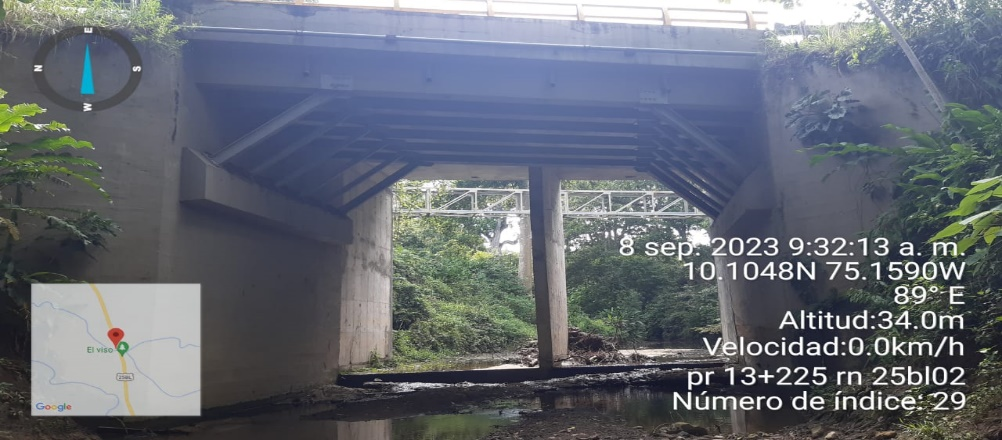 E
N
S
W
8 sep. 2023 9:32:13 a. m.
10.1048N 75.1590W
89° E
Altitud:34.0m
Velocidad:0.0km/h
pr 13+225 rn 25bl02
Número de índice: 29
El viso
25BL
Google